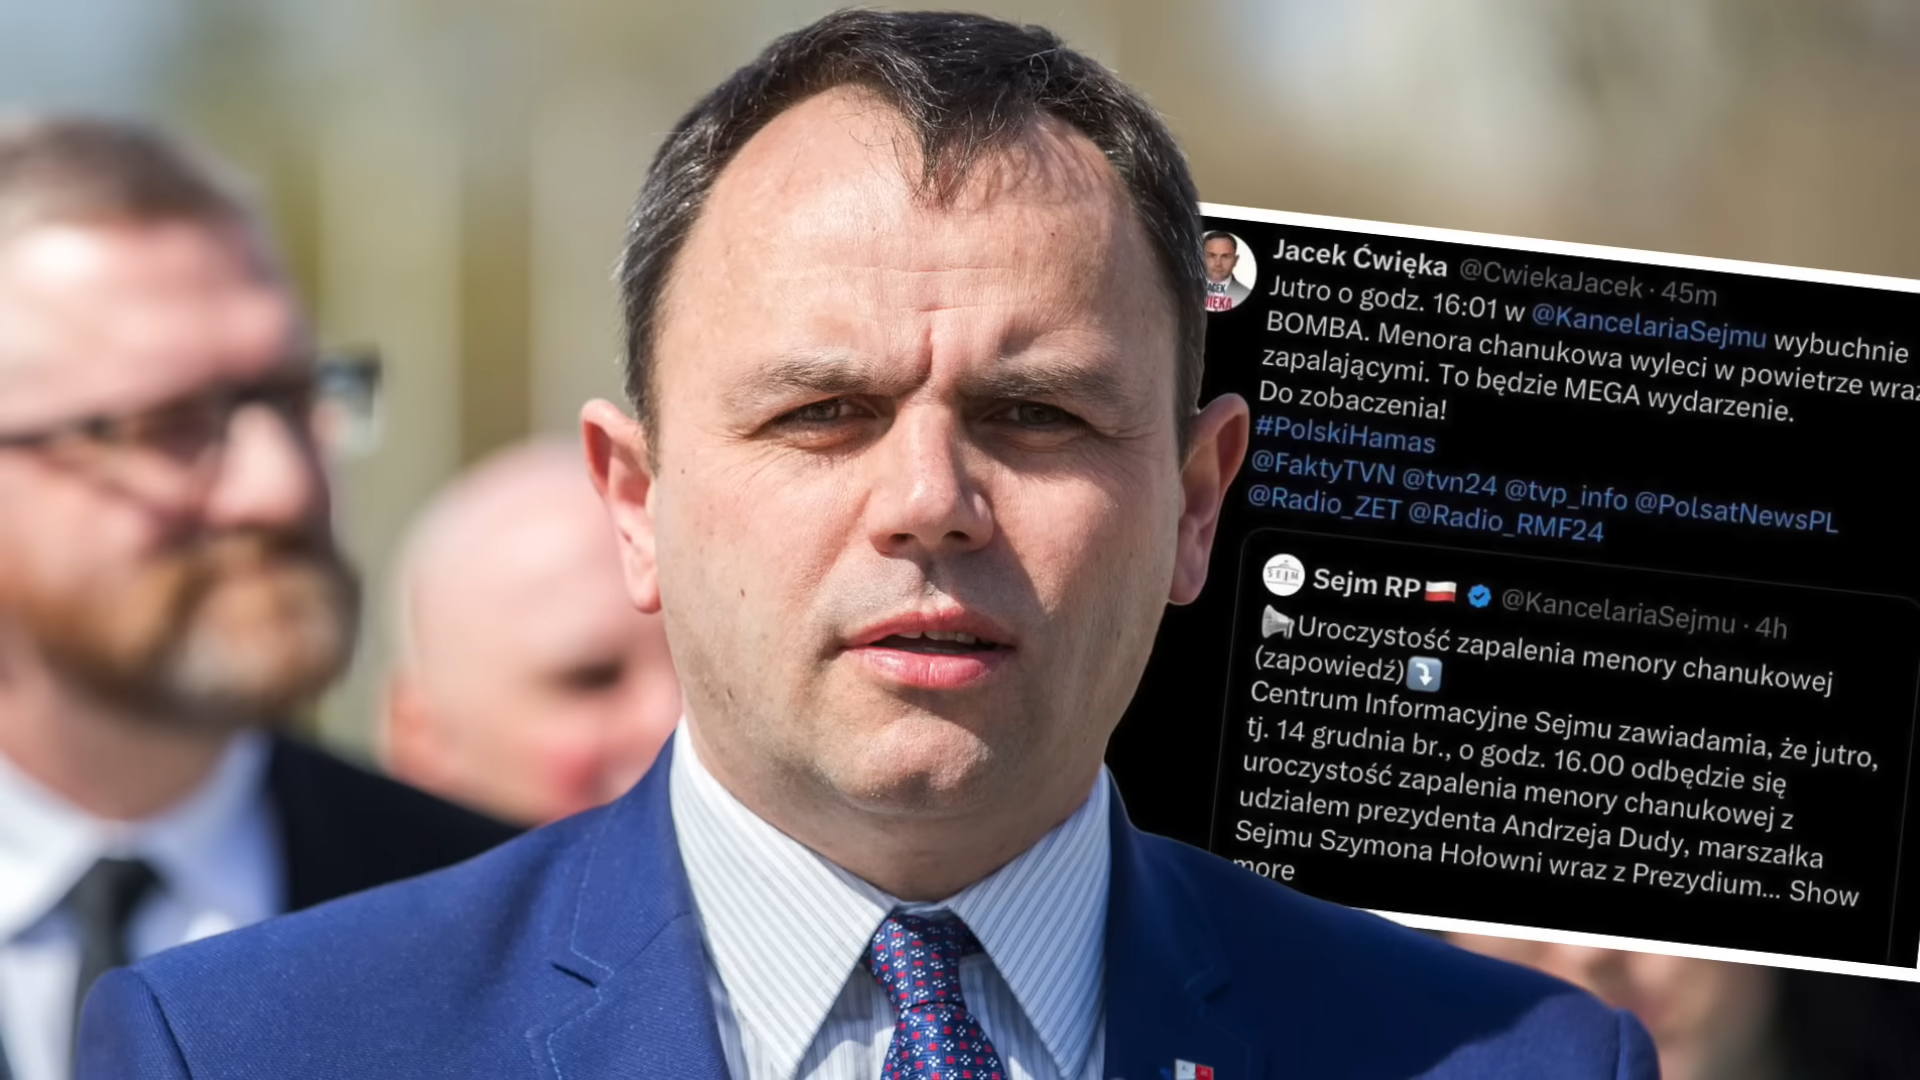 Jacek Ćwięka @CwiekaJacek · 45m
Jutro o godz. 16:01 w @KancelariaSejmu wybuchnie
BOMBA. Menora chanukowa wyleci w powietrze wraz
zapalającymi. To będzie MEGA wydarzenie.
Do zobaczenia!
#PolskiHamas
@FaktyTVN @tvn24 @tvp_info @PolsatNewsPL
@Radio_ZET @Radio_RMF24
SEJM
Sejm RP @KancelariaSejmu · 4h
Uroczystość zapalenia menory chanukowej
(zapowiedź)
Centrum Informacyjne Sejmu zawiadamia, że jutro,
tj. 14 grudnia br., o godz. 16.00 odbędzie się
uroczystość zapalenia menory chanukowej z
udziałem prezydenta Andrzeja Dudy, marszałka
Sejmu Szymona Hołowni wraz z Prezydium... Show
more